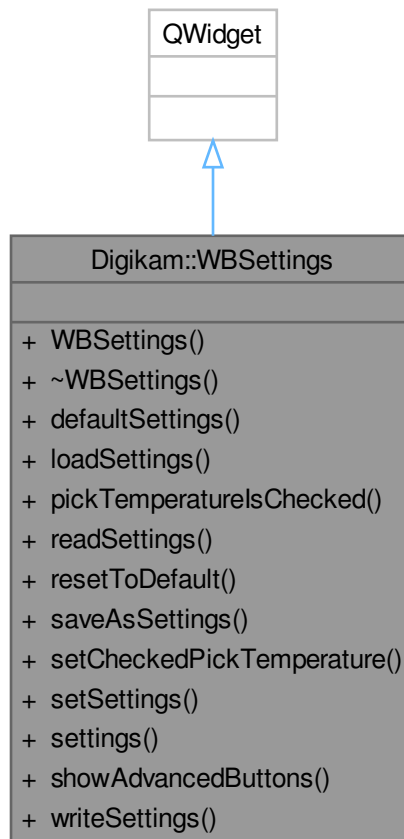 QWidget
Digikam::WBSettings
+ WBSettings()
+ ~WBSettings()
+ defaultSettings()
+ loadSettings()
+ pickTemperatureIsChecked()
+ readSettings()
+ resetToDefault()
+ saveAsSettings()
+ setCheckedPickTemperature()
+ setSettings()
+ settings()
+ showAdvancedButtons()
+ writeSettings()